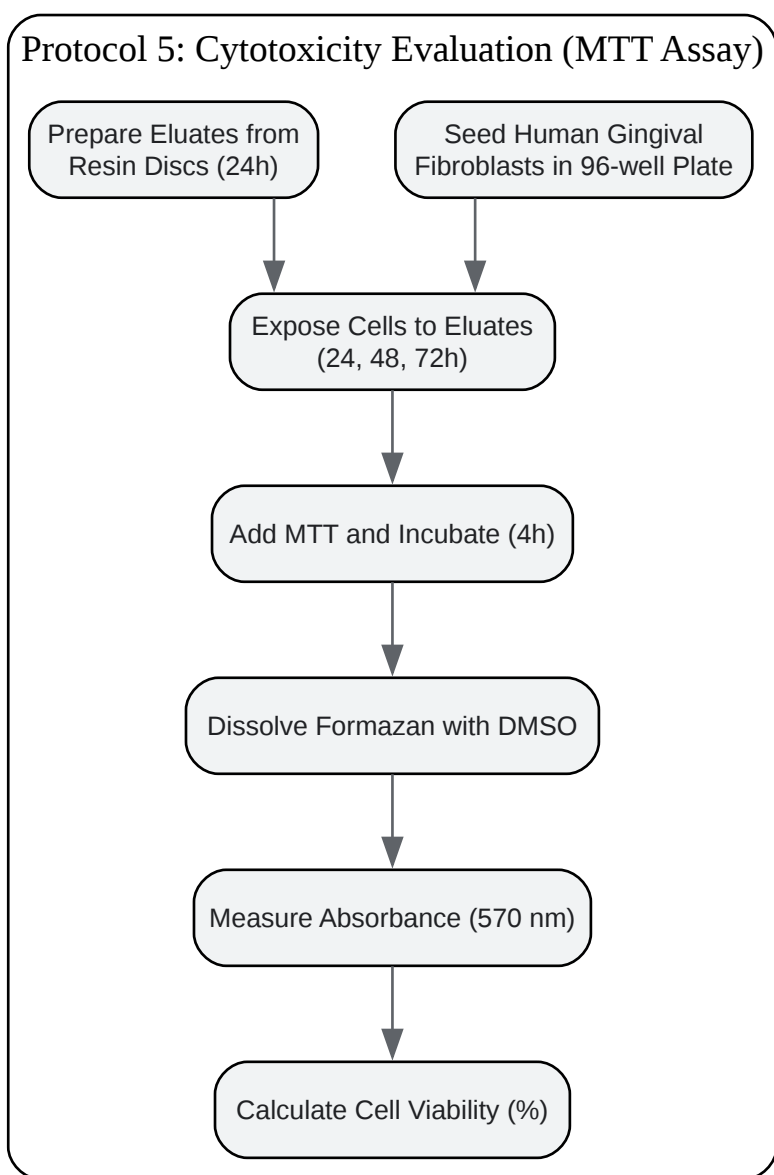 Protocol 5: Cytotoxicity Evaluation (MTT Assay)
Prepare Eluates from
Resin Discs (24h)
Seed Human Gingival
Fibroblasts in 96-well Plate
Expose Cells to Eluates
(24, 48, 72h)
Add MTT and Incubate (4h)
Dissolve Formazan with DMSO
Measure Absorbance (570 nm)
Calculate Cell Viability (%)